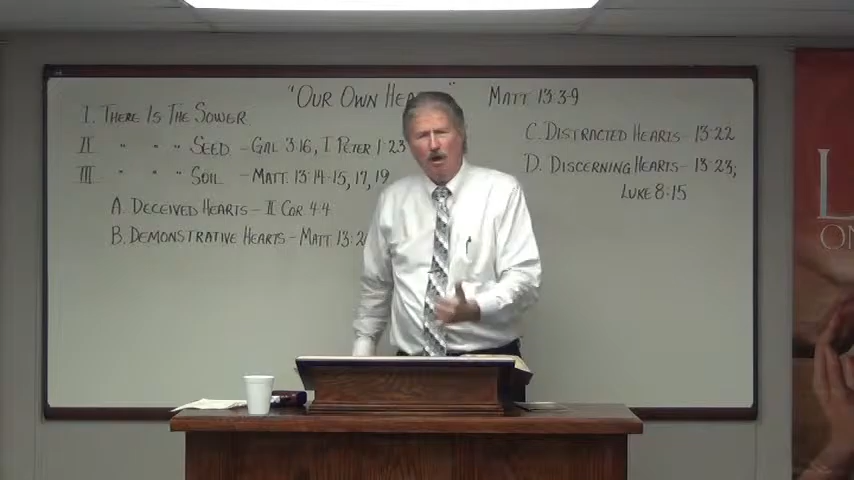 "OUR OWN HEA " MATT 13:3-9
I. THERE IS THE SOWER
II " " " SEED - GAL 3:16, I PETER 1:23
III " " " SOIL - MATT. 13:14-15, 17, 19
A. DECEIVED HEARTS - II COR 4:4
B. DEMONSTRATIVE HEARTS - MATT 13:2
C. DISTRACTED HEARTS - 13:22
D. DISCERNING HEARTS - 13:23;
LUKE 8:15
L
ON